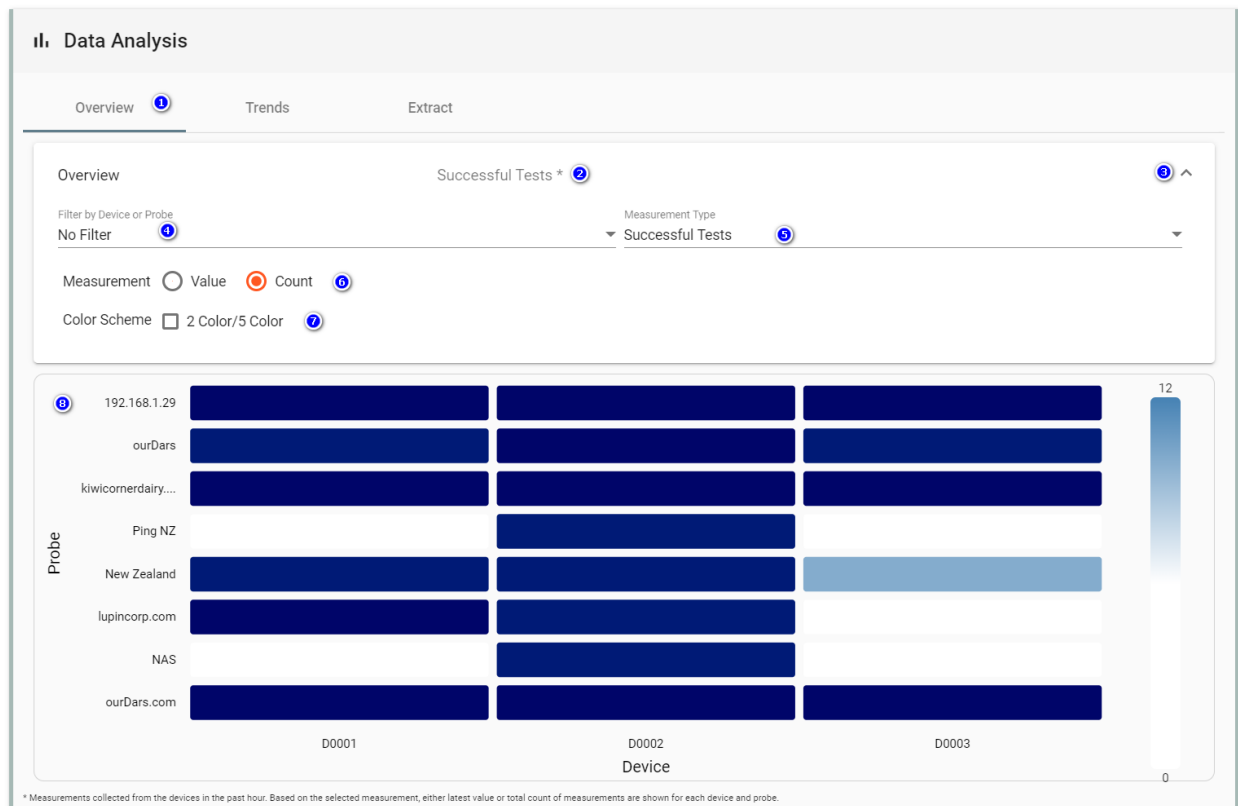 Data Analysis
Overview 1 Trends Extract
Overview Successful Tests * 2 3
Filter by Device or Probe Measurement Type
No Filter 4 Successful Tests 5
Measurement Value Count 6
Color Scheme 2 Color/5 Color 7
12
8 192.168.1.29
ourDars
kiwicornerdairy....
Ping NZ
Probe
New Zealand
lupincorp.com
NAS
ourDars.com
D0001 D0002 D0003
Device
0
* Measurements collected from the devices in the past hour. Based on the selected measurement, either latest value or total count of measurements are shown for each device and probe.